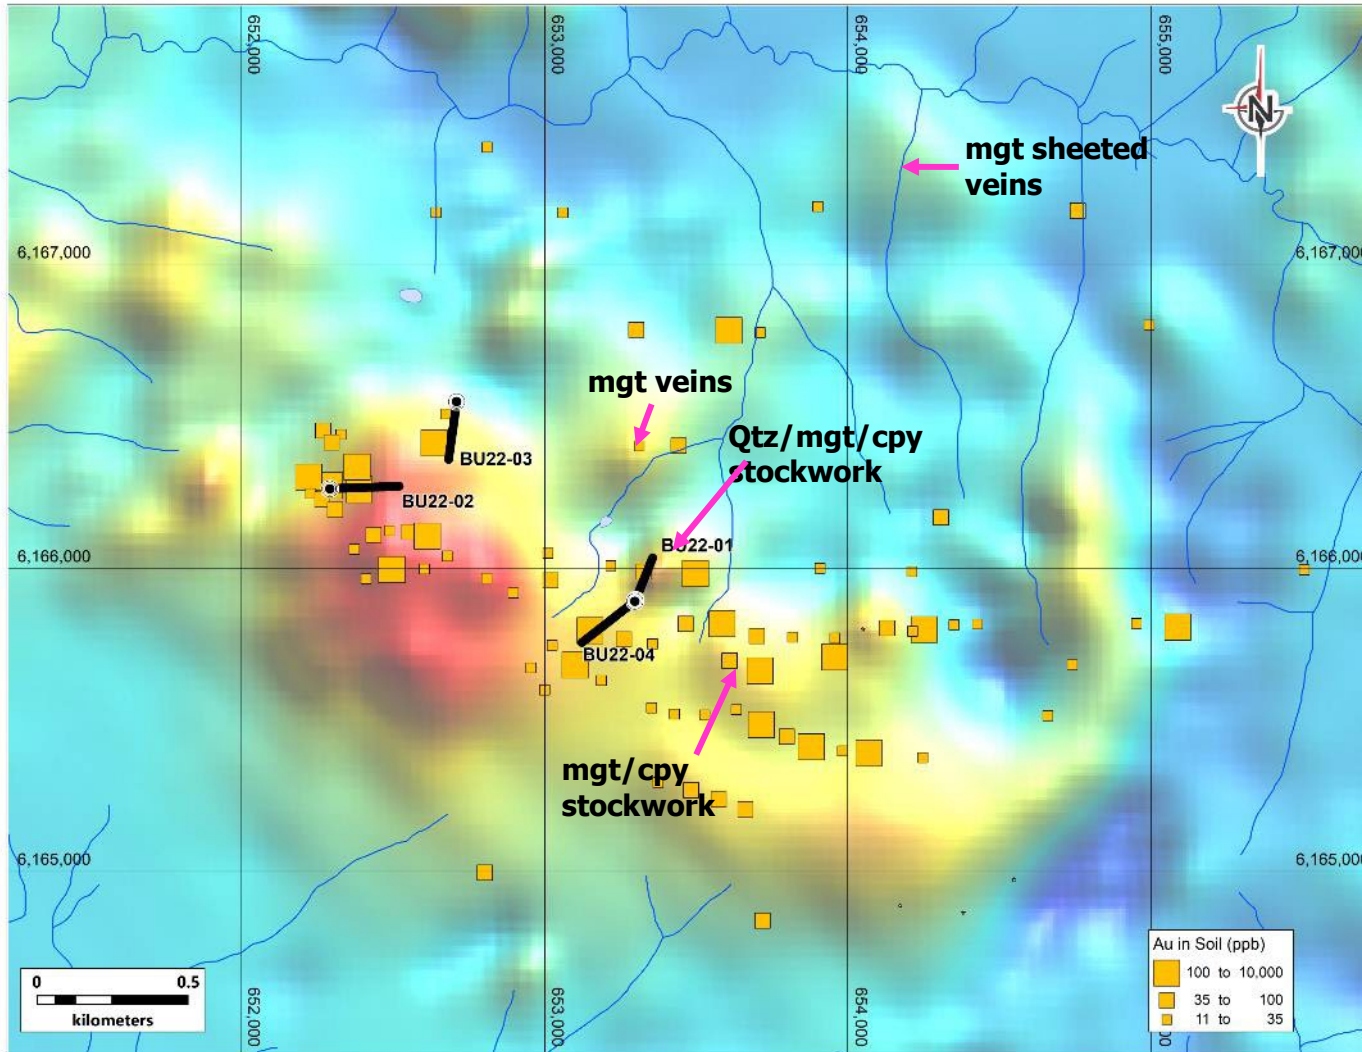 652,000
653,000
654,000
655,000
N
mgt sheeted
veins
6,167,000
6,167,000
mgt veins
Qtz/mgt/cpy
stockwork
BU22-03
BU22-02
BU22-01
6,166,000
6,166,000
BU22-04
mgt/cpy
stockwork
6,165,000
6,165,000
Au in Soil (ppb)
100 to 10,000
35 to 100
11 to 35
0 0.5
kilometers
652,000
653,000
654,000